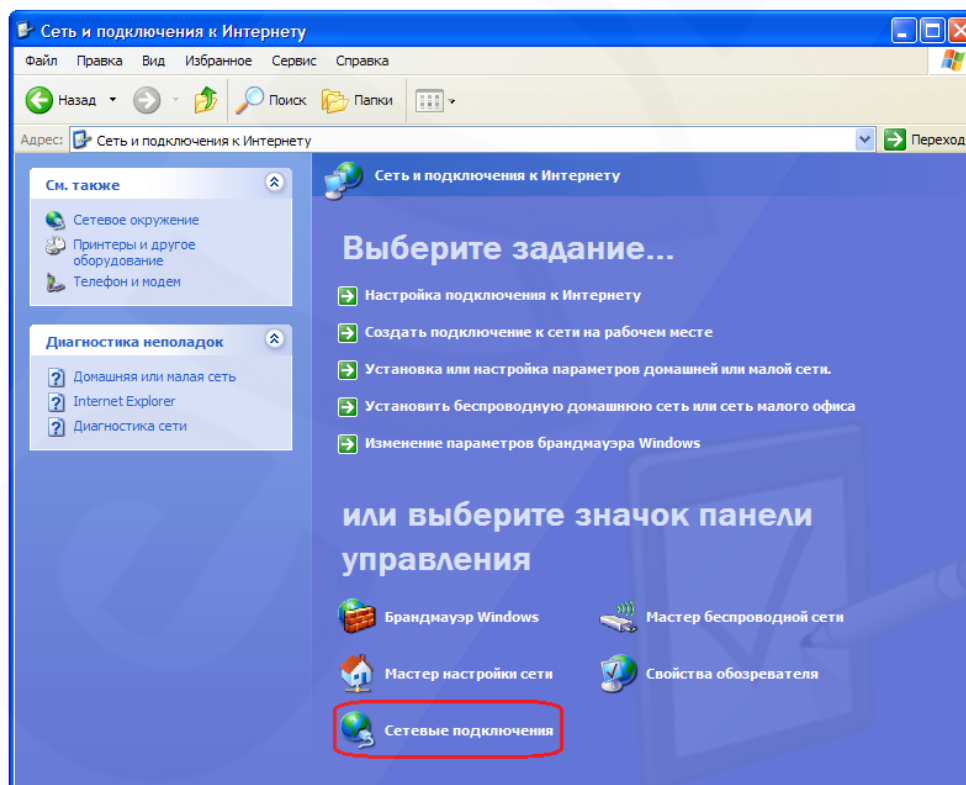 Сеть и подключения к Интернету
Файл Правка Вид Избранное Сервис Справка
Назад Поиск Папки
Адрес: Сеть и подключения к Интернету Переход
См. также
Сетевое окружение
Принтеры и другое
оборудование
Телефон и модем
Диагностика неполадок
Домашняя или малая сеть
Internet Explorer
Диагностика сети
Сеть и подключения к Интернету
Выберите задание...
Настройка подключения к Интернету
Создать подключение к сети на рабочем месте
Установка или настройка параметров домашней или малой сети.
Установить беспроводную домашнюю сеть или сеть малого офиса
Изменение параметров брандмауэра Windows
или выберите значок панели
управления
Брандмауэр Windows Мастер беспроводной сети
Мастер настройки сети Свойства обозревателя
Сетевые подключения